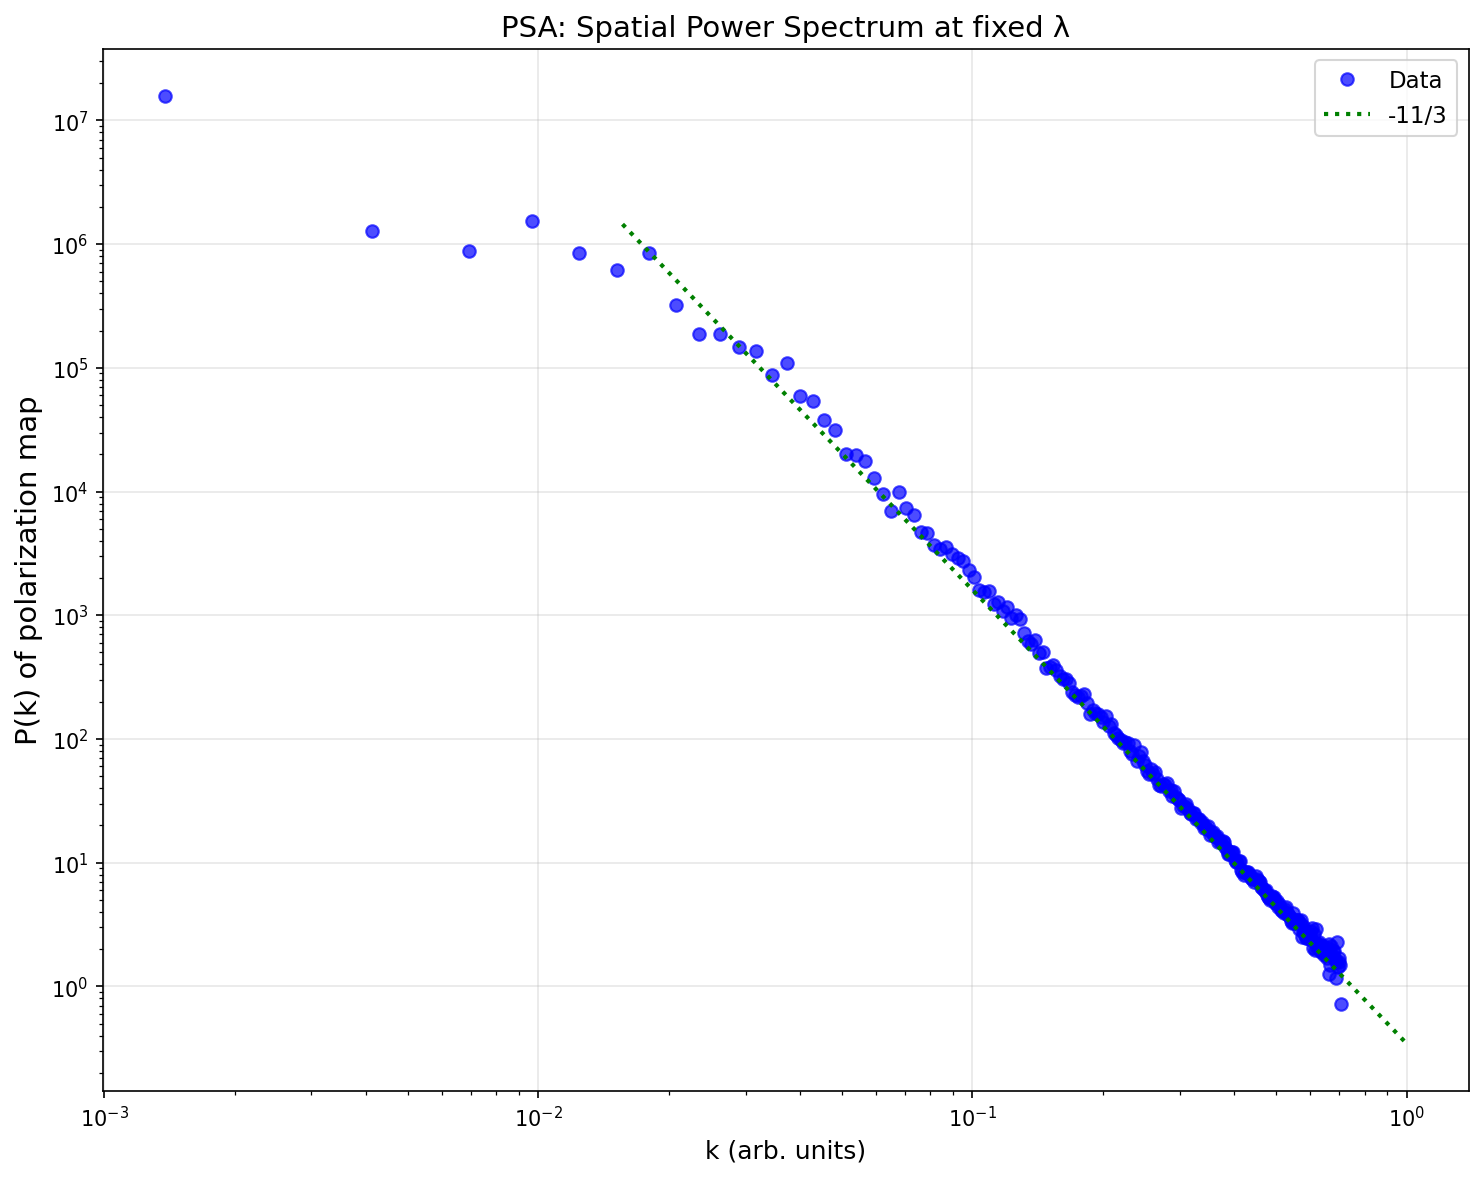 PSA: Spatial Power Spectrum at fixed λ
Data
-11/3
P(k) of polarization map
10⁷
10⁶
10⁵
10⁴
10³
10²
10¹
10⁰
10⁻³ 10⁻² 10⁻¹ 10⁰
k (arb. units)